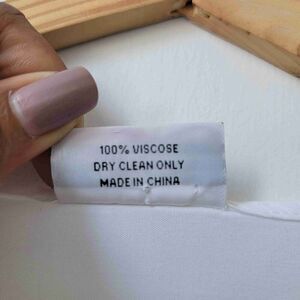 100% VISCOSE
DRY CLEAN ONLY
MADE IN CHINA